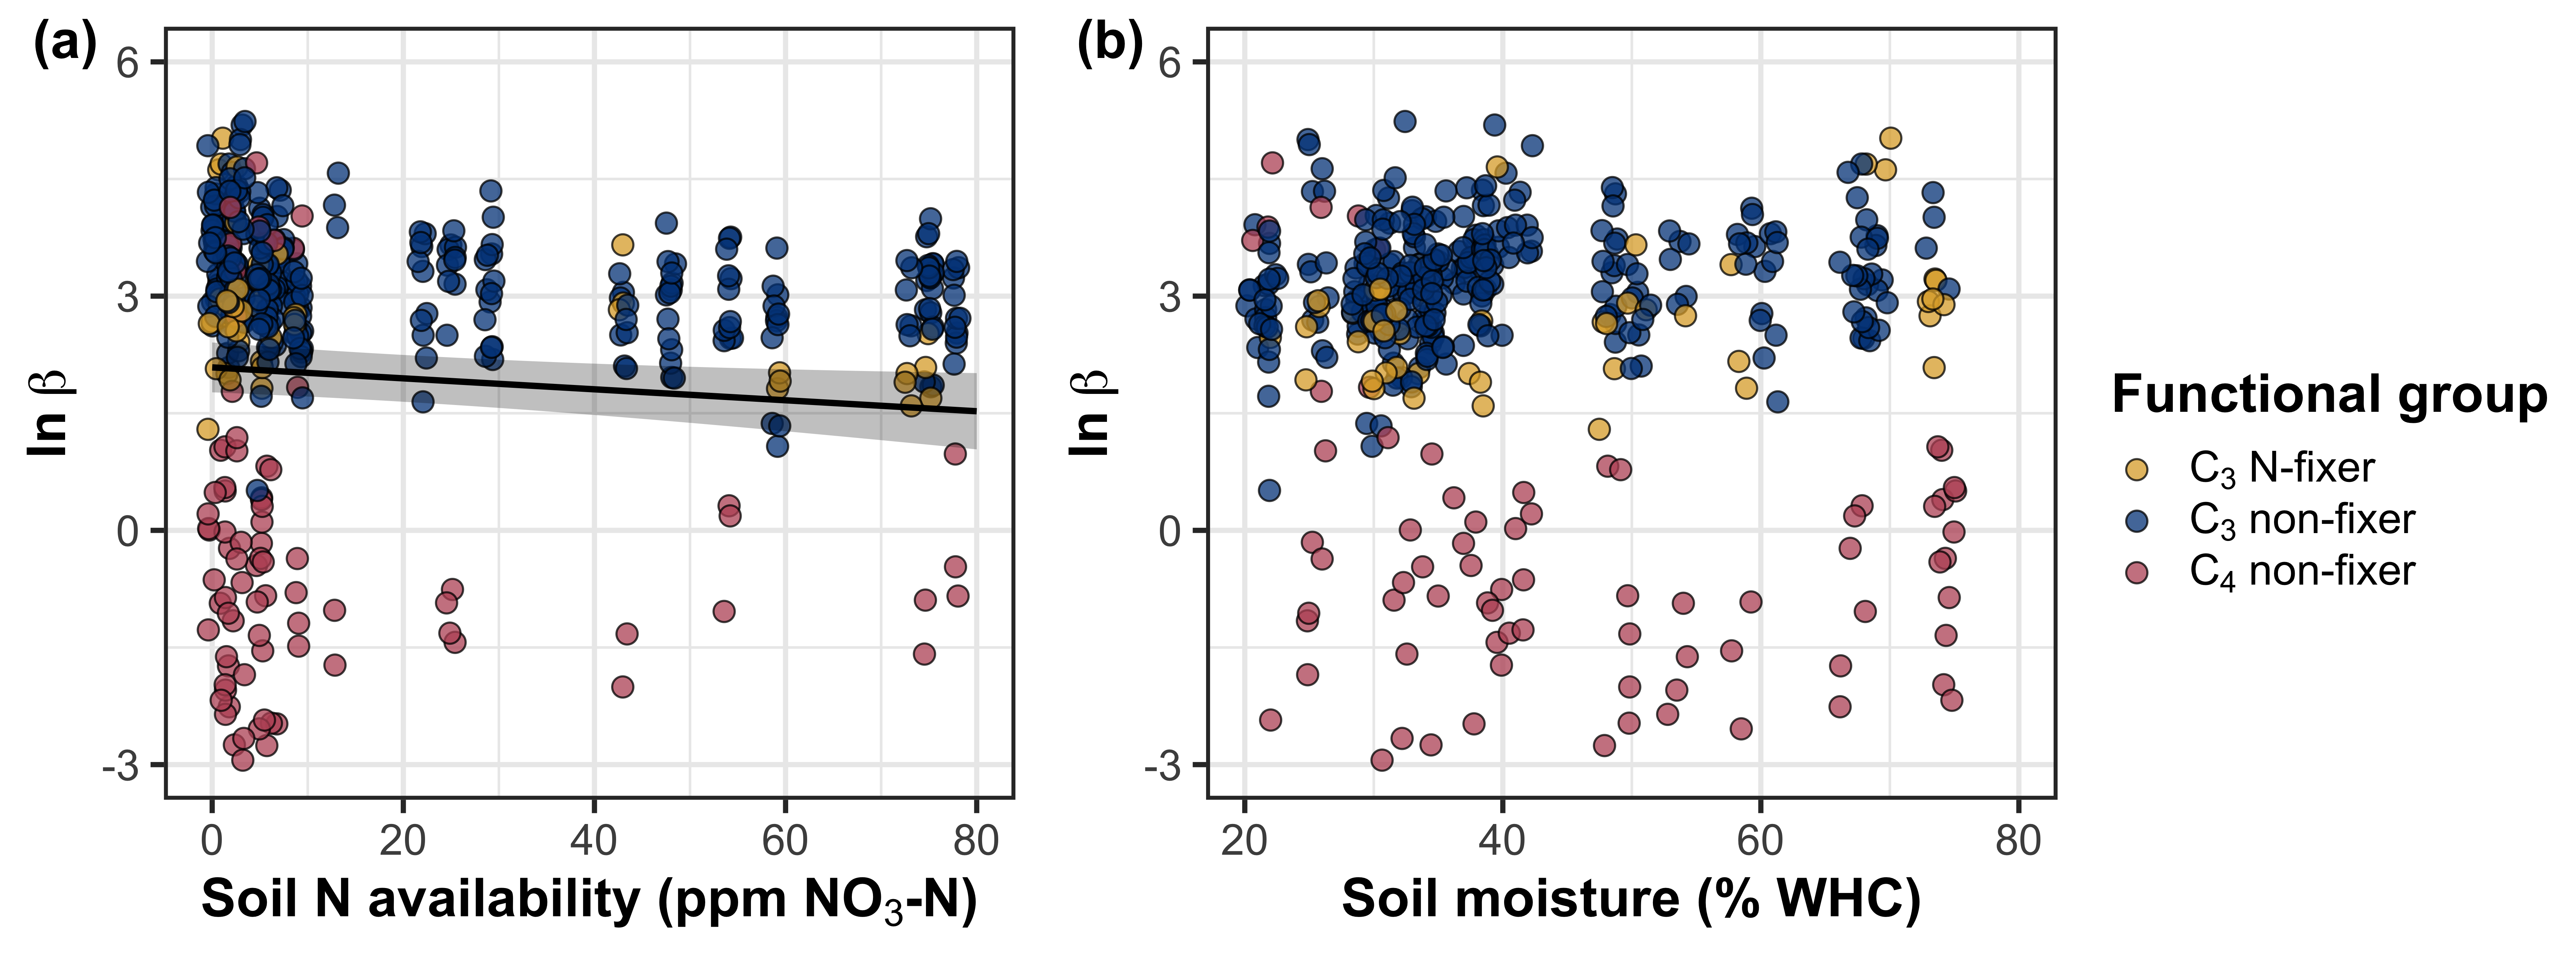 (a)
6
3
0
-3
ln β
0 20 40 60 80
Soil N availability (ppm NO₃-N)
(b)
6
3
0
-3
ln β
20 40 60 80
Soil moisture (% WHC)
Functional group
C₃ N-fixer
C₃ non-fixer
C₄ non-fixer